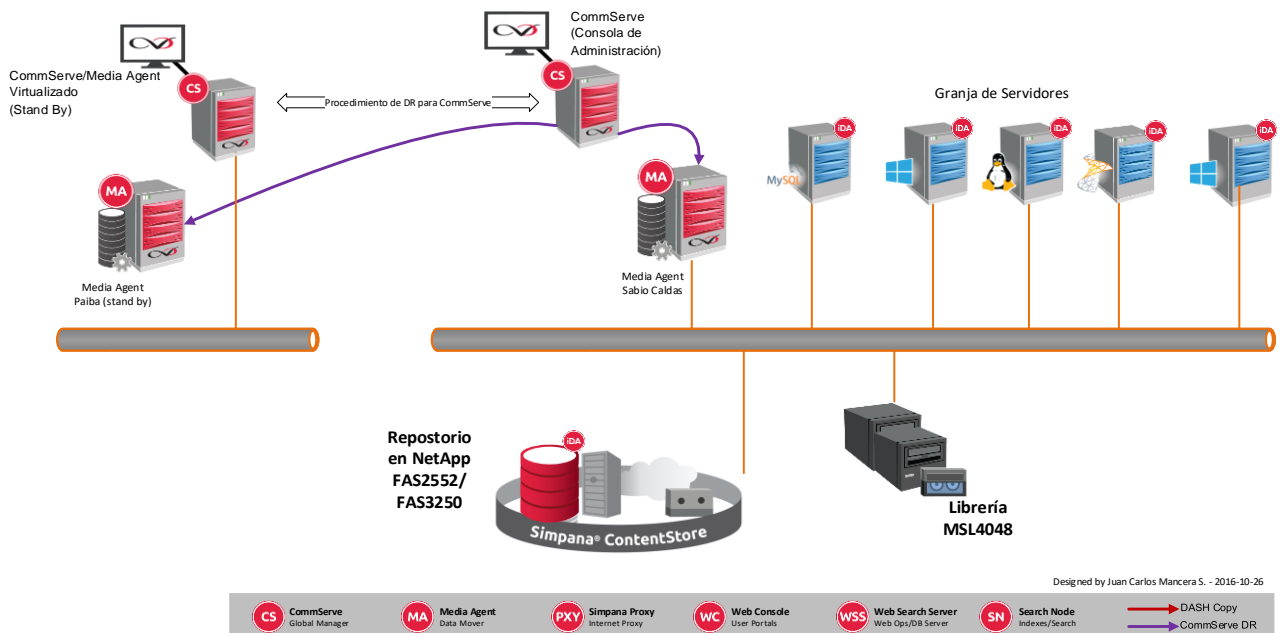 CommServe
(Consola de
Administración)
CommServe/Media Agent
Virtualizado
(Stand By)
CS
CS
Procedimiento de DR para CommServe
Granja de Servidores
iDA
iDA
iDA
iDA
iDA
MySQL
MA
MA
Media Agent
Paiba (stand by)
Media Agent
Sabio Caldas
Repostorio
en NetApp
FAS2552/
FAS3250
iDA
Simpana® ContentStore
Librería
MSL4048
Designed by Juan Carlos Mancera S. - 2016-10-26
CS
CommServe
Global Manager
MA
Media Agent
Data Mover
PXY
Simpana Proxy
Internet Proxy
WC
Web Console
User Portals
WSS
Web Search Server
Web Ops/DB Server
SN
Search Node
Indexes/Search
DASH Copy
CommServe DR